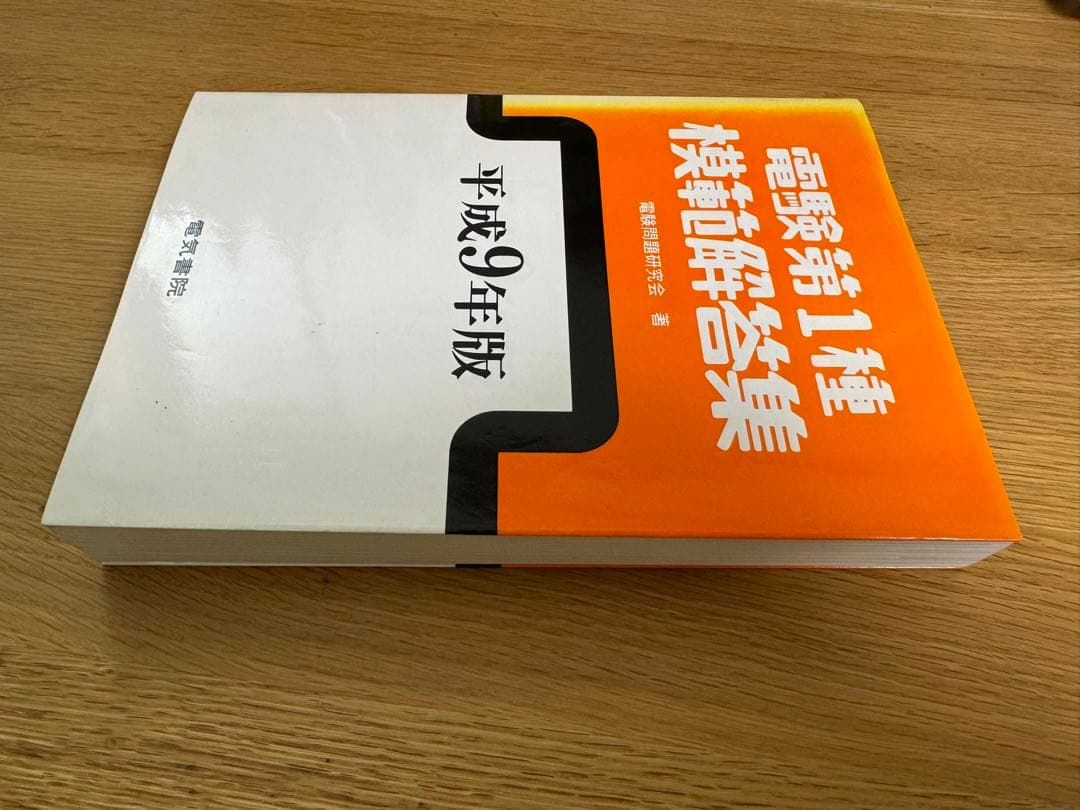 電験第1種
模範解答集
電験問題研究会 著
平成9年版
電気書院